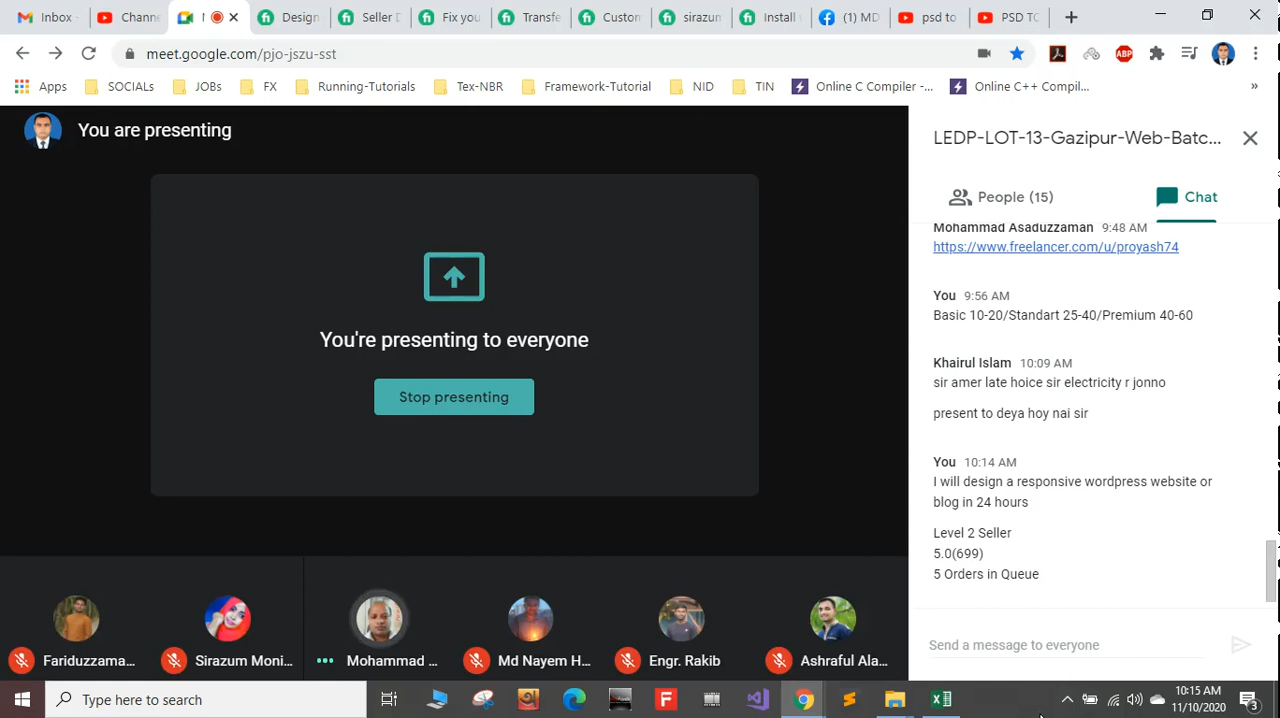 Inbox -
Channe
M
Design
Seller D
Fix you
Transfe
Custon
sirazum
Install
(1) MD
psd to
PSD TC
meet.google.com/pjo-jszu-sst
ABP
Apps
SOCIALs
JOBs
FX
Running-Tutorials
Tex-NBR
Framework-Tutorial
NID
TIN
Online C Compiler -...
Online C++ Compil...
»
You are presenting
LEDP-LOT-13-Gazipur-Web-Batc...
People (15)
Chat
Mohammad Asaduzzaman 9:48 AM
https://www.freelancer.com/u/proyash74
You 9:56 AM
Basic 10-20/Standart 25-40/Premium 40-60
Khairul Islam 10:09 AM
sir amer late hoice sir electricity r jonno
present to deya hoy nai sir
You 10:14 AM
I will design a responsive wordpress website or
blog in 24 hours
Level 2 Seller
5.0(699)
5 Orders in Queue
You're presenting to everyone
Stop presenting
Send a message to everyone
Fariduzzama...
Sirazum Moni...
Mohammad ...
Md Nayem H...
Engr. Rakib
Ashraful Ala...
Type here to search
F
10:15 AM
11/10/2020
3